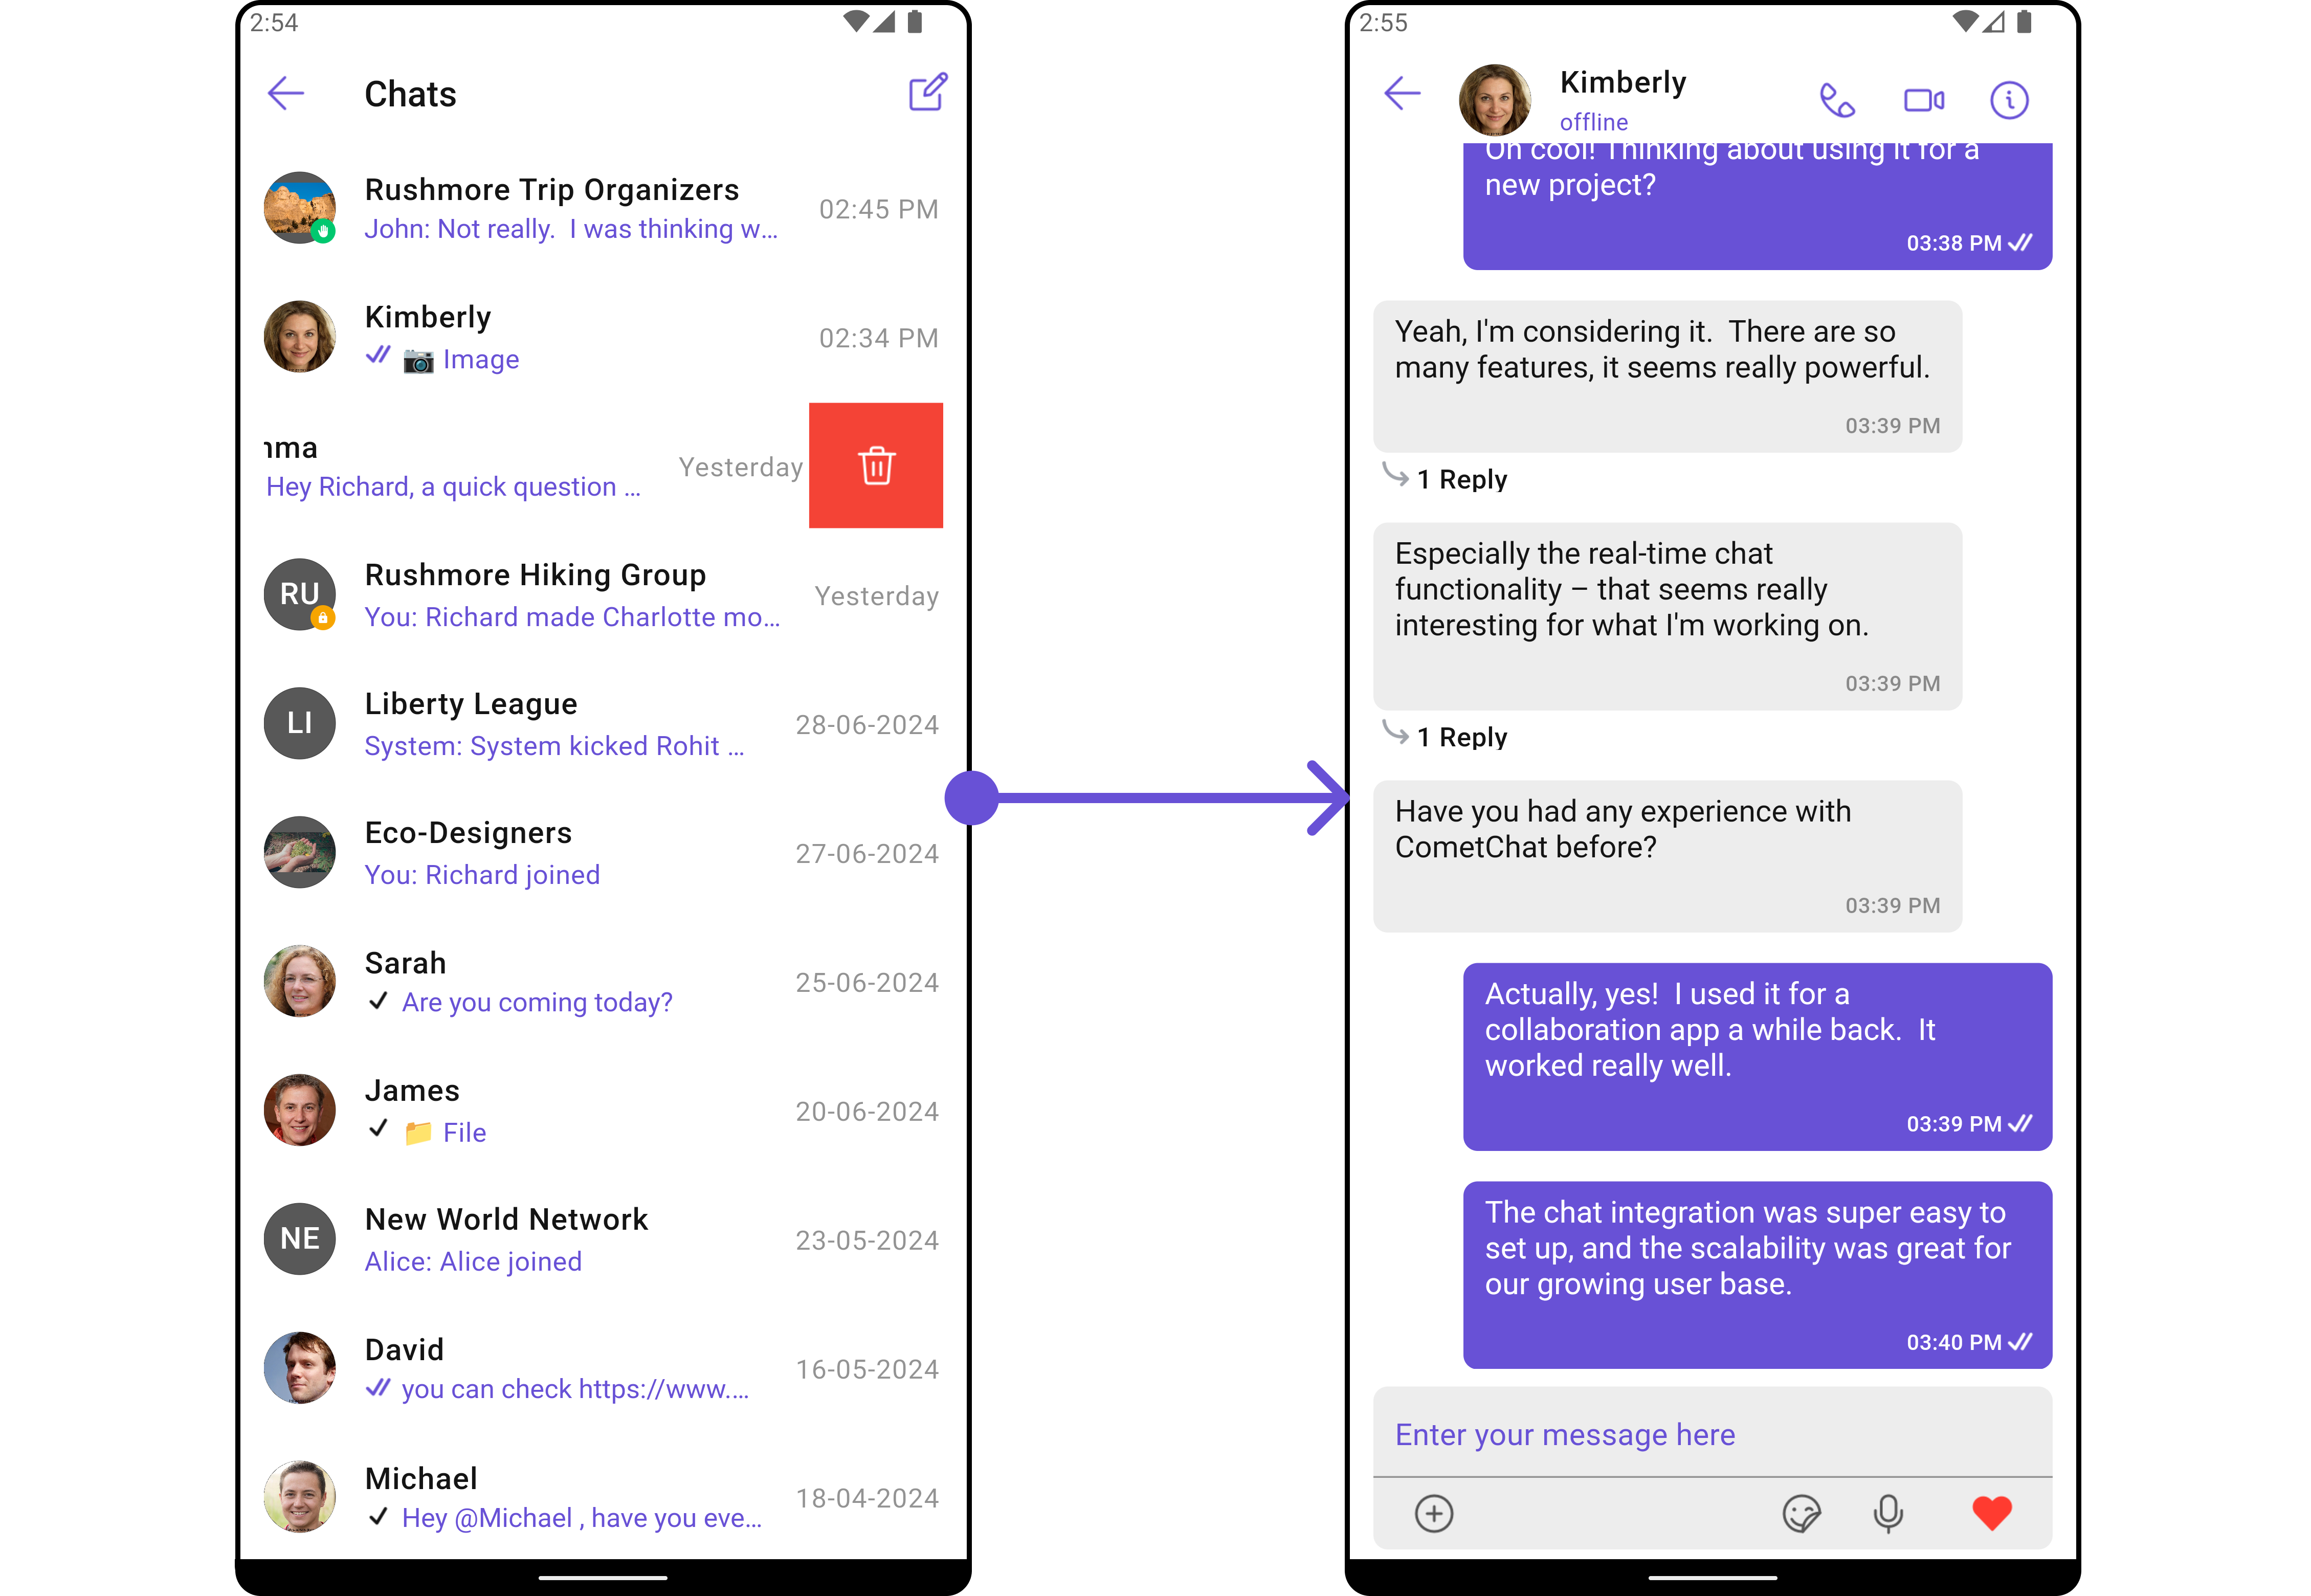 2:54
Chats
Rushmore Trip Organizers
John: Not really.  I was thinking w...
02:45 PM
Kimberly
📷 Image
02:34 PM
Hey Richard, a quick question ...
Yesterday
RU
Rushmore Hiking Group
You: Richard made Charlotte mo...
Yesterday
LI
Liberty League
System: System kicked Rohit ...
28-06-2024
Eco-Designers
You: Richard joined
27-06-2024
Sarah
Are you coming today?
25-06-2024
James
📁 File
20-06-2024
NE
New World Network
Alice: Alice joined
23-05-2024
David
you can check https://www....
16-05-2024
Michael
Hey @Michael , have you eve...
18-04-2024
2:55
Kimberly
offline
Oh cool! Thinking about using it for a
new project?
03:38 PM
Yeah, I'm considering it.  There are so
many features, it seems really powerful.
03:39 PM
1 Reply
Especially the real-time chat
functionality – that seems really
interesting for what I'm working on.
03:39 PM
1 Reply
Have you had any experience with
CometChat before?
03:39 PM
Actually, yes!  I used it for a
collaboration app a while back.  It
worked really well.
03:39 PM
The chat integration was super easy to
set up, and the scalability was great for
our growing user base.
03:40 PM
Enter your message here